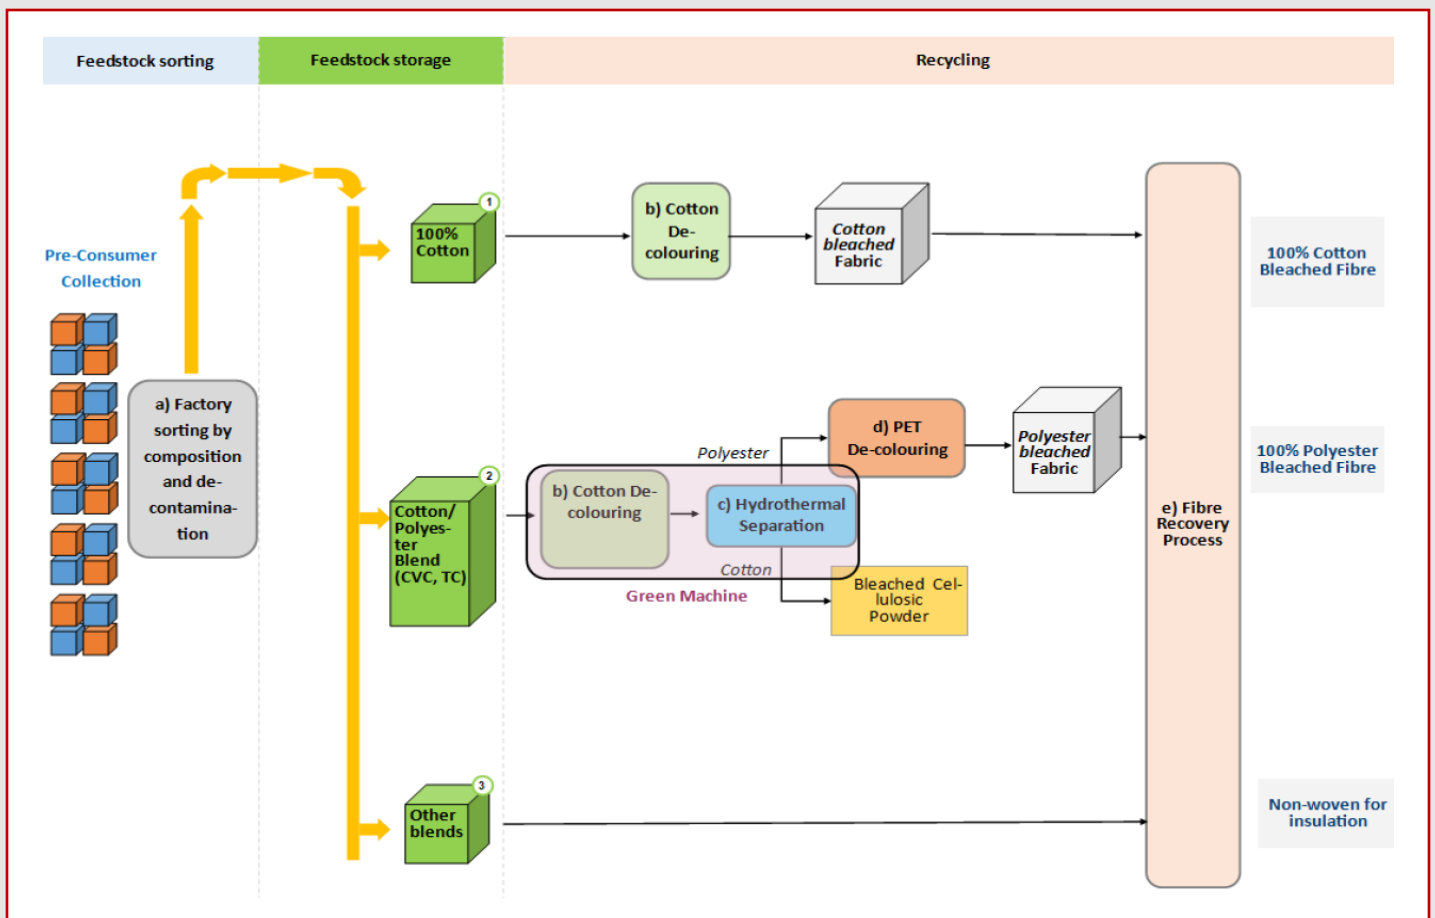 Feedstock sorting
Feedstock storage
Recycling
Pre-Consumer
Collection
a) Factory
sorting by
composition
and de-
contamina-
tion
1
100%
Cotton
b) Cotton
De-
colouring
Cotton
bleached
Fabric
100% Cotton
Bleached Fibre
2
Cotton/
Polyes-
ter
Blend
(CVC, TC)
b) Cotton De-
colouring
c) Hydrothermal
Separation
Polyester
Cotton
Green Machine
d) PET
De-colouring
Bleached Cel-
lulosic
Powder
Polyester
bleached
Fabric
e) Fibre
Recovery
Process
100% Polyester
Bleached Fibre
3
Other
blends
Non-woven for
insulation